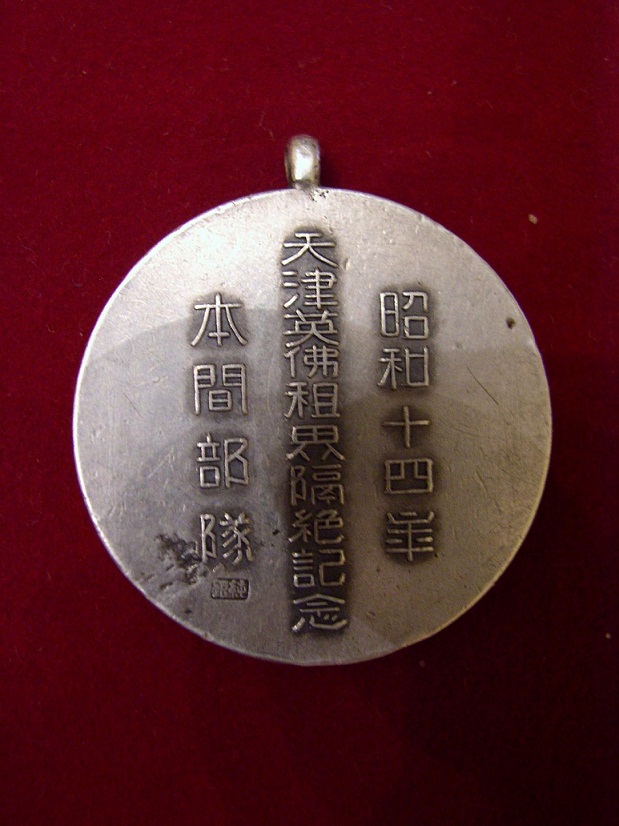 昭和十四年
天津英佛租界隔絶記念
本間部隊